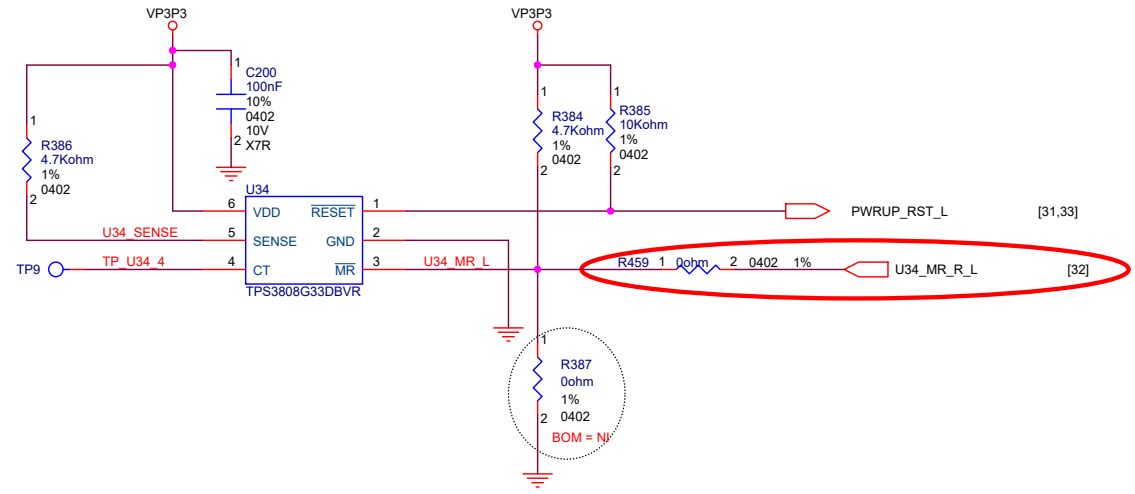 VP3P3
VP3P3
1
C200
100nF
10%
0402
10V
2
X7R
1
R386
4.7Kohm
1%
0402
2
1
R384
4.7Kohm
1%
0402
2
1
R385
10Kohm
1%
0402
2
U34
6 VDD RESET 1
PWRUP_RST_L [31,33]
U34_SENSE 5 SENSE GND 2
TP9 TP_U34_4 4 CT MR 3 U34_MR_L
R459 1 0ohm 2 0402 1% U34_MR_R_L [32]
TPS3808G33DBVR
1
R387
0ohm
1%
2 0402
BOM = NI